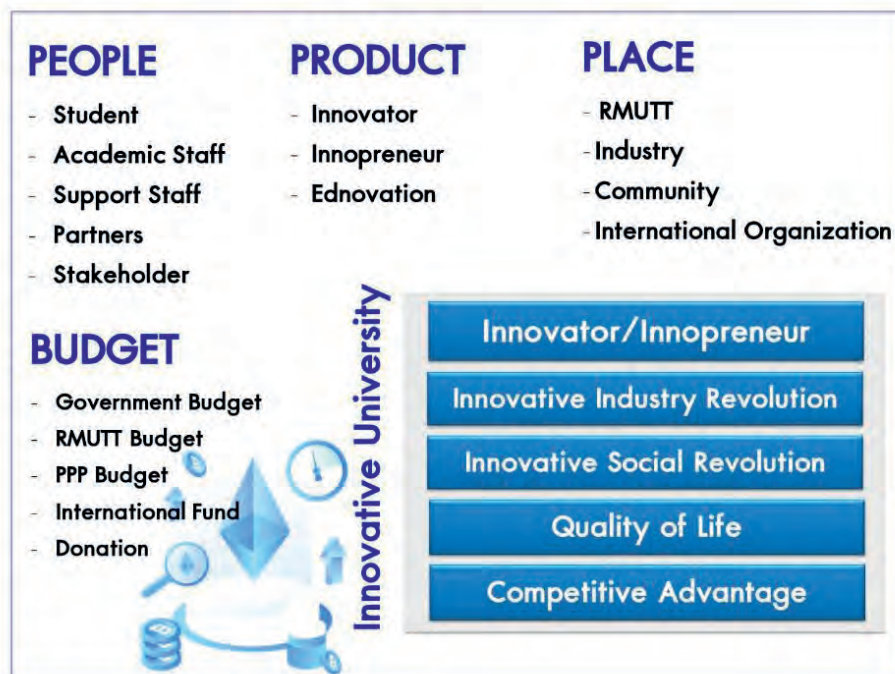 PEOPLE
- Student
- Academic Staff
- Support Staff
- Partners
- Stakeholder
PRODUCT
- Innovator
- Innopreneur
- Ednovation
PLACE
- RMUTT
- Industry
- Community
- International Organization
BUDGET
- Government Budget
- RMUTT Budget
- PPP Budget
- International Fund
- Donation
Innovative University
Innovator/Innopreneur
Innovative Industry Revolution
Innovative Social Revolution
Quality of Life
Competitive Advantage